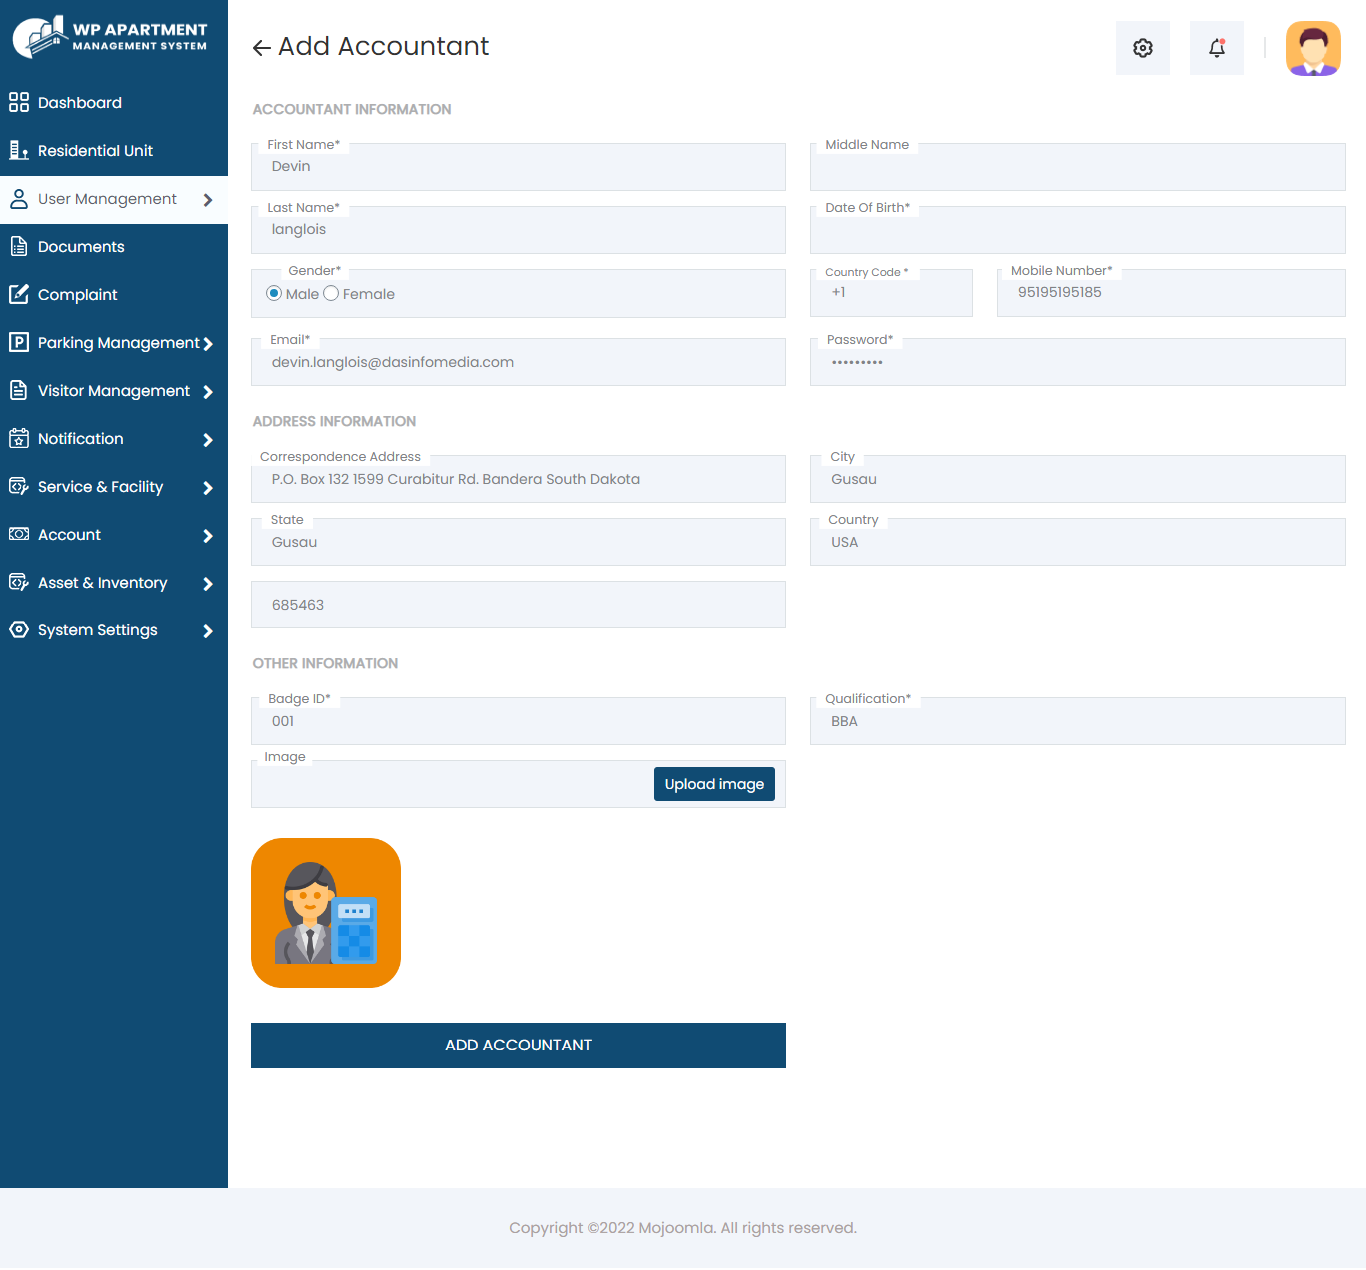 WP APARTMENT
MANAGEMENT SYSTEM
Dashboard
Residential Unit
User Management
Documents
Complaint
Parking Management
Visitor Management
Notification
Service & Facility
Account
Asset & Inventory
System Settings
Add Accountant
ACCOUNTANT INFORMATION
First Name*
Devin
Middle Name
Last Name*
langlois
Date Of Birth*
Gender*
Male Female
Country Code *
+1
Mobile Number*
95195195185
Email*
devin.langlois@dasinfomedia.com
Password*
•••••••••
ADDRESS INFORMATION
Correspondence Address
P.O. Box 132 1599 Curabitur Rd. Bandera South Dakota
City
Gusau
State
Gusau
Country
USA
685463
OTHER INFORMATION
Badge ID*
001
Qualification*
BBA
Image
Upload image
ADD ACCOUNTANT
Copyright ©2022 Mojoomla. All rights reserved.